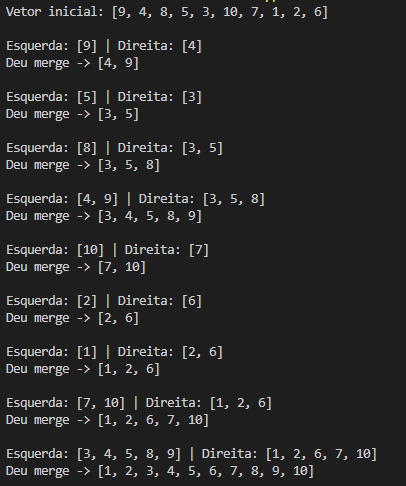 Vetor inicial: [9, 4, 8, 5, 3, 10, 7, 1, 2, 6]
Esquerda: [9] | Direita: [4]
Deu merge -> [4, 9]
Esquerda: [5] | Direita: [3]
Deu merge -> [3, 5]
Esquerda: [8] | Direita: [3, 5]
Deu merge -> [3, 5, 8]
Esquerda: [4, 9] | Direita: [3, 5, 8]
Deu merge -> [3, 4, 5, 8, 9]
Esquerda: [10] | Direita: [7]
Deu merge -> [7, 10]
Esquerda: [2] | Direita: [6]
Deu merge -> [2, 6]
Esquerda: [1] | Direita: [2, 6]
Deu merge -> [1, 2, 6]
Esquerda: [7, 10] | Direita: [1, 2, 6]
Deu merge -> [1, 2, 6, 7, 10]
Esquerda: [3, 4, 5, 8, 9] | Direita: [1, 2, 6, 7, 10]
Deu merge -> [1, 2, 3, 4, 5, 6, 7, 8, 9, 10]